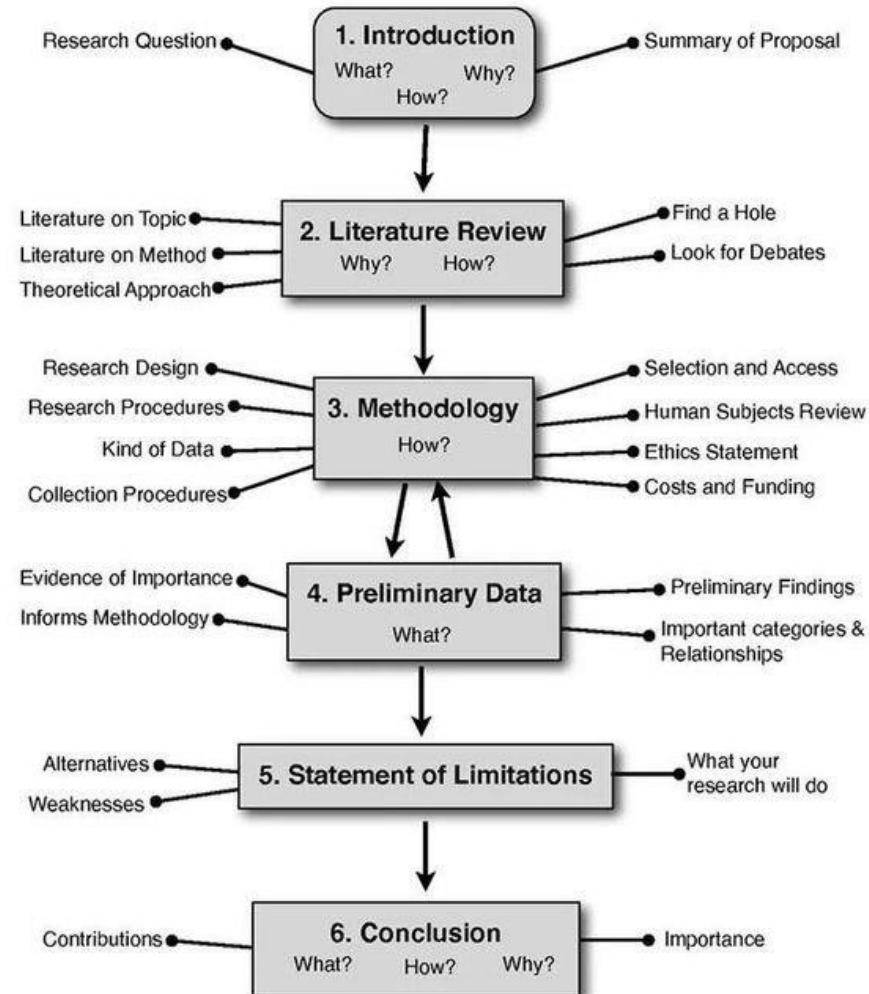 Research Question
1. Introduction
Summary of Proposal
What?
Why?
How?
Literature on Topic
Literature on Method
Theoretical Approach
2. Literature Review
Why?
How?
Find a Hole
Look for Debates
Research Design
Research Procedures
Kind of Data
Collection Procedures
3. Methodology
How?
Selection and Access
Human Subjects Review
Ethics Statement
Costs and Funding
Evidence of Importance
Informs Methodology
4. Preliminary Data
What?
Preliminary Findings
Important categories &
Relationships
Alternatives
Weaknesses
5. Statement of Limitations
What your
research will do
Contributions
6. Conclusion
What?
How?
Why?
Importance